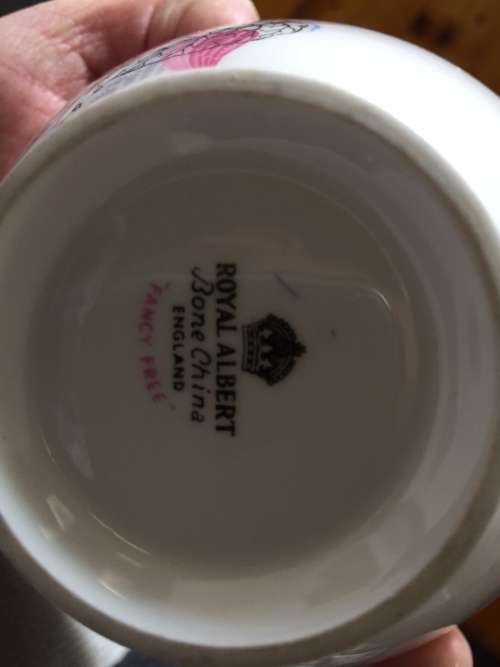 ROYAL ALBERT
Bone China
ENGLAND
"FANCY FREE"